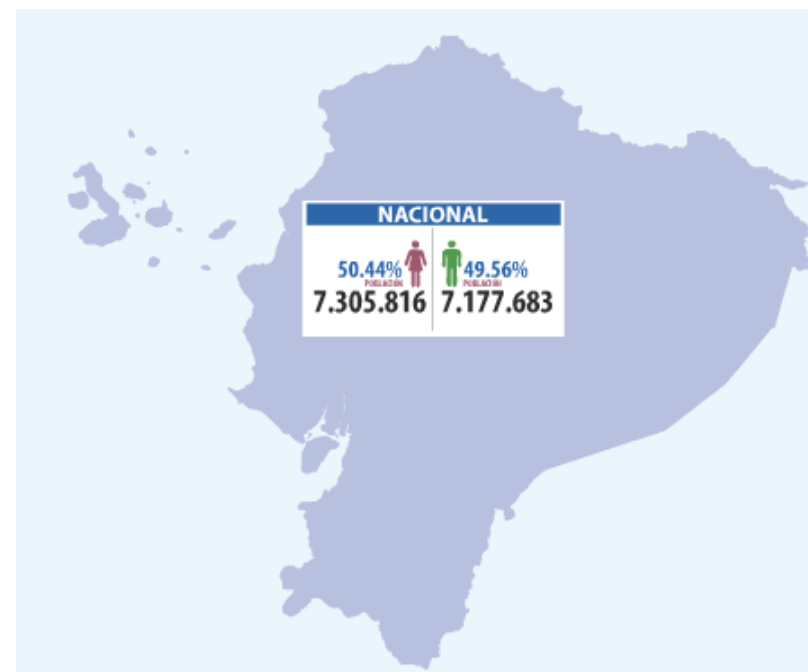 NACIONAL
50.44% 49.56%
POBLACIÓN POBLACIÓN
7.305.816 7.177.683